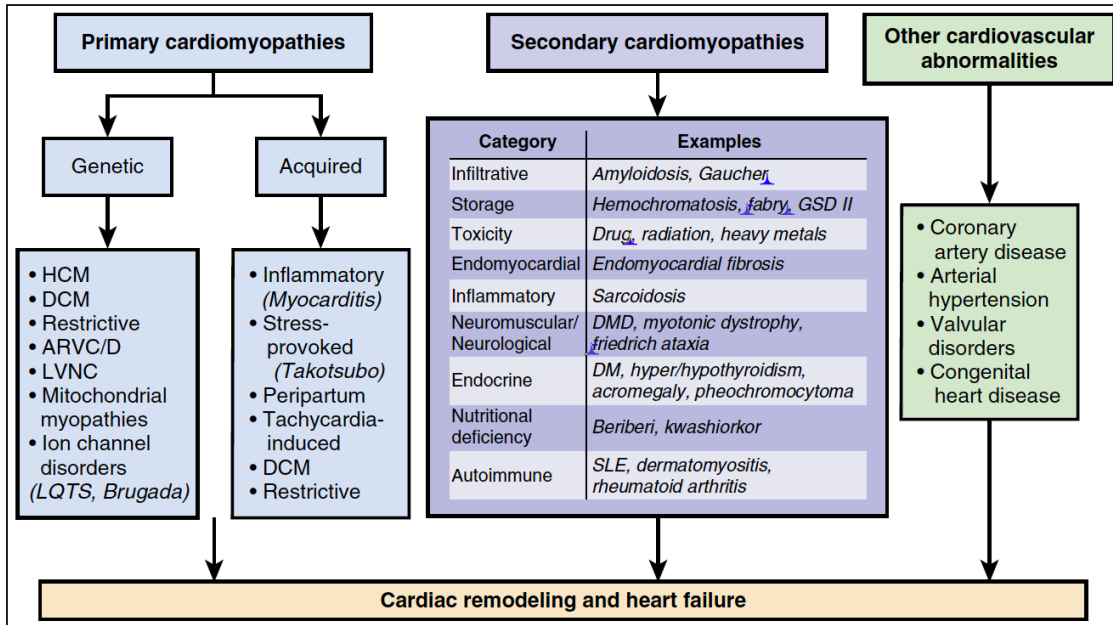 Primary cardiomyopathies
Genetic
• HCM
• DCM
• Restrictive
• ARVC/D
• LVNC
• Mitochondrial
myopathies
• Ion channel
disorders
(LQTS, Brugada)
Acquired
• Inflammatory
(Myocarditis)
• Stress-
provoked
(Takotsubo)
• Peripartum
• Tachycardia-
induced
• DCM
• Restrictive
Secondary cardiomyopathies
Category Examples
Infiltrative Amyloidosis, Gaucher
Storage Hemochromatosis, fabry, GSD II
Toxicity Drug, radiation, heavy metals
Endomyocardial Endomyocardial fibrosis
Inflammatory Sarcoidosis
Neuromuscular/ DMD, myotonic dystrophy,
Neurological friedrich ataxia
Endocrine DM, hyper/hypothyroidism,
acromegaly, pheochromocytoma
Nutritional
deficiency Beriberi, kwashiorkor
Autoimmune SLE, dermatomyositis,
rheumatoid arthritis
Other cardiovascular
abnormalities
• Coronary
artery disease
• Arterial
hypertension
• Valvular
disorders
• Congenital
heart disease
Cardiac remodeling and heart failure